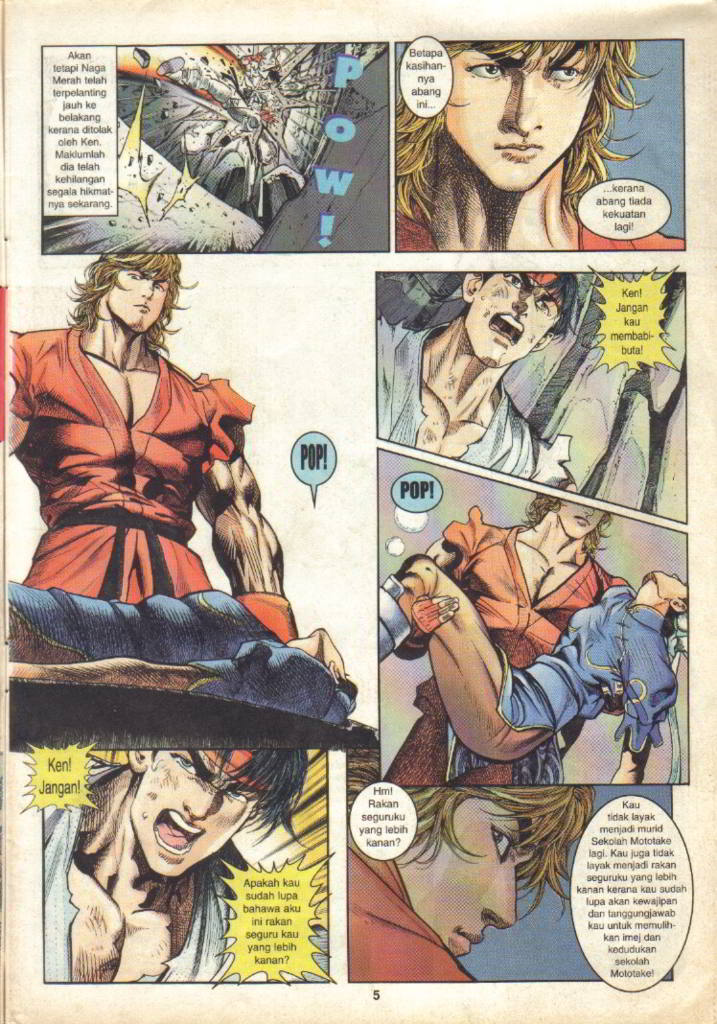 Akan
tetapi Naga
Merah telah
terpelanting
jauh ke
belakang
kerana ditolak
oleh Ken.
Maklumlah
dia telah
kehilangan
segala hikmat-
nya sekarang.
POW!
Betapa
kasihan-
nya
abang
ini...
...kerana
abang tiada
kekuatan
lagi!
POP!
Ken!
Jangan
kau
membabi-
buta!
POP!
Ken!
Jangan!
Apakah kau
sudah lupa
bahawa aku
ini rakan
seguru kau
yang lebih
kanan?
Hm!
Rakan
seguruku
yang lebih
kanan?
Kau
tidak layak
menjadi murid
Sekolah Mototake
lagi. Kau juga tidak
layak menjadi rakan
seguruku yang lebih
kanan kerana kau sudah
lupa akan kewajipan
dan tanggungjawab
kau untuk memulih-
kan imej dan
kedudukan
sekolah
Mototake!
5